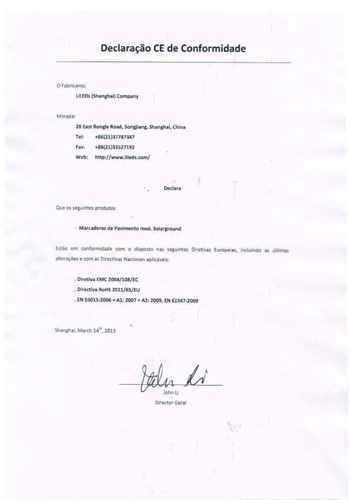 Declaração CE de Conformidade
O Fabricante:
LiLEDs (Shanghai) Company
Morada:
28 East Rongle Road, Songjiang, Shanghai, China
Tel: +86(21)37787347
Fax: +86(21)33527192
Web: http://www.lileds.com/
Declara
Que os seguintes produtos
- Marcadores de Pavimento mod. Solarground
Estão em conformidade com o disposto nas seguintes Diretivas Europeias, incluindo as últimas
alterações e com as Directivas Nacionais aplicáveis:
. Diretiva EMC 2004/108/EC
. Directiva RoHS 2011/65/EU
. EN 55015:2006 + A1: 2007 + A2: 2009, EN 61547:2009
Shanghai, March 14th, 2013
John Li
John Li
Director Geral